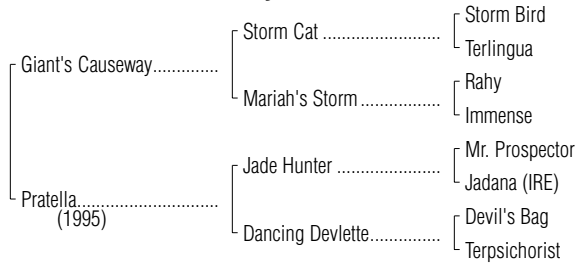 Storm Bird
Storm Cat ........................
Terlingua
Giant's Causeway..............
Rahy
Mariah's Storm .................
Immense
Mr. Prospector
Jade Hunter ......................
Jadana (IRE)
Pratella..............................
(1995)
Devil's Bag
Dancing Devlette...............
Terpsichorist